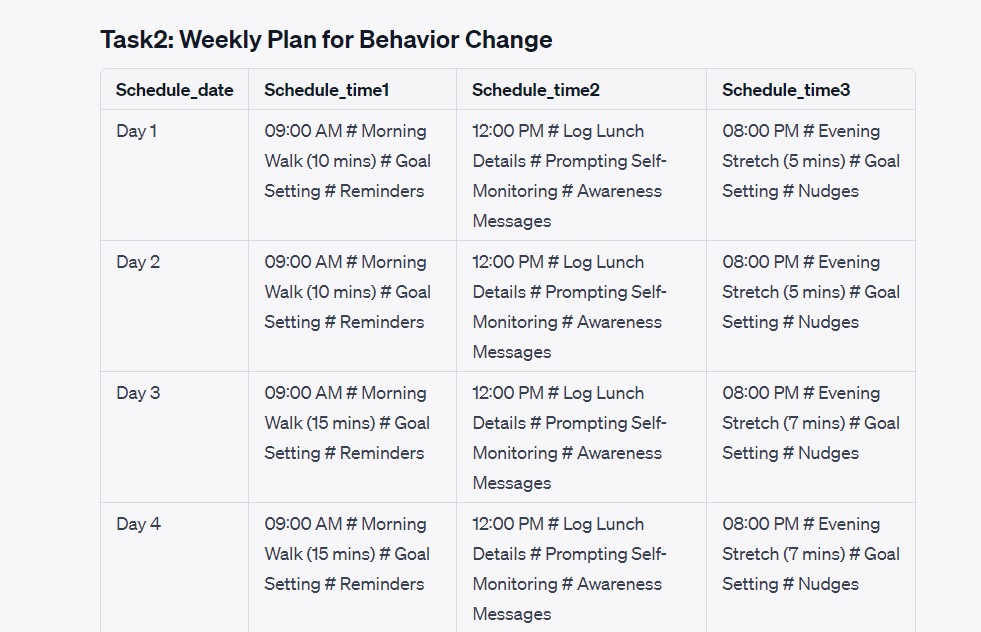 Task2: Weekly Plan for Behavior Change
Schedule_date Schedule_time1 Schedule_time2 Schedule_time3
Day 1
09:00 AM # Morning
Walk (10 mins) # Goal
Setting # Reminders
12:00 PM # Log Lunch
Details # Prompting Self-
Monitoring # Awareness
Messages
08:00 PM # Evening
Stretch (5 mins) # Goal
Setting # Nudges
Day 2
09:00 AM # Morning
Walk (10 mins) # Goal
Setting # Reminders
12:00 PM # Log Lunch
Details # Prompting Self-
Monitoring # Awareness
Messages
08:00 PM # Evening
Stretch (5 mins) # Goal
Setting # Nudges
Day 3
09:00 AM # Morning
Walk (15 mins) # Goal
Setting # Reminders
12:00 PM # Log Lunch
Details # Prompting Self-
Monitoring # Awareness
Messages
08:00 PM # Evening
Stretch (7 mins) # Goal
Setting # Nudges
Day 4
09:00 AM # Morning
Walk (15 mins) # Goal
Setting # Reminders
12:00 PM # Log Lunch
Details # Prompting Self-
Monitoring # Awareness
Messages
08:00 PM # Evening
Stretch (7 mins) # Goal
Setting # Nudges